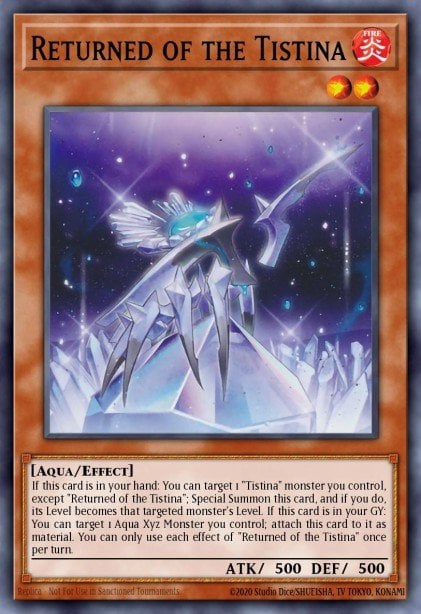 RETURNED OF THE TISTINA
FIRE
炎
[AQUA/EFFECT]
If this card is in your hand: You can target 1 "Tistina" monster you control,
except "Returned of the Tistina"; Special Summon this card, and if you do,
its Level becomes that targeted monster's Level. If this card is in your GY:
You can target 1 Aqua Xyz Monster you control; attach this card to it as
material. You can only use each effect of "Returned of the Tistina" once
per turn.
ATK/ 500 DEF/ 500
Replica - Not For Use in Sanctioned Tournaments
©2020 Studio Dice/SHUEISHA, TV TOKYO, KONAMI